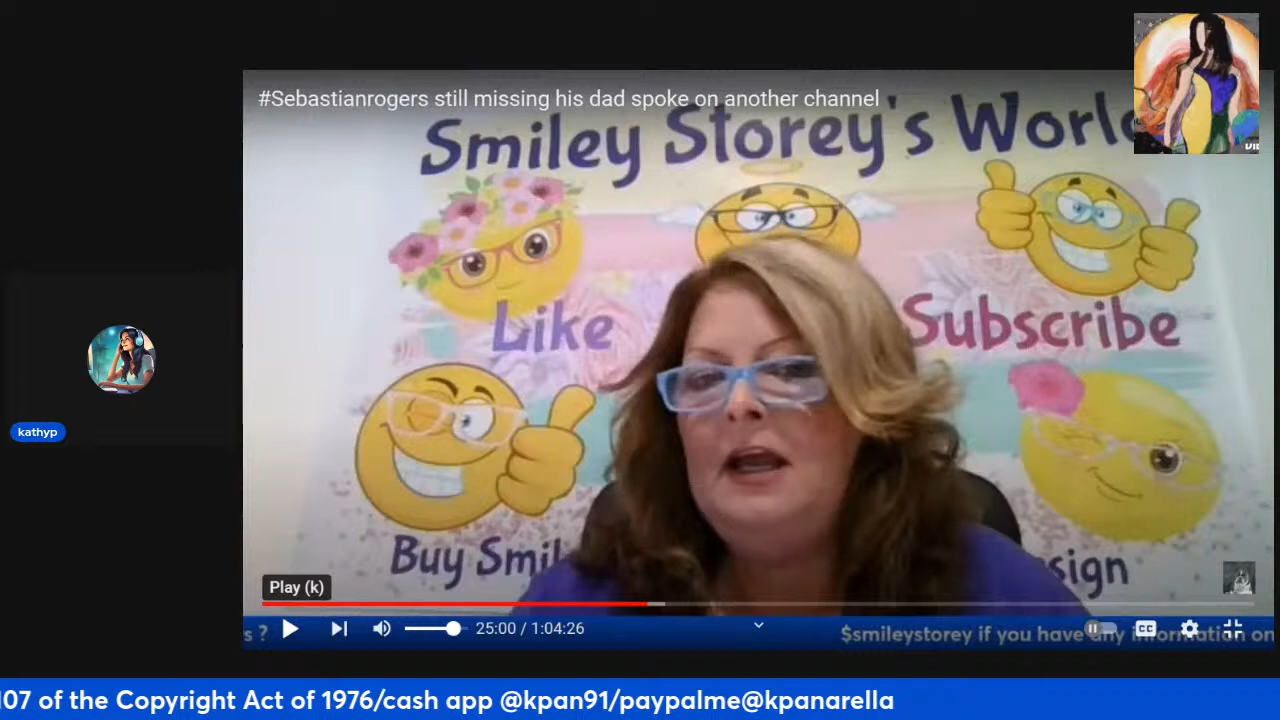 #Sebastianrogers still missing his dad spoke on another channel
Smiley Storey's World
Like
Subscribe
kathyp
Buy Smil
sign
Play (k)
25:00 / 1:04:26
s ?
$smileystorey if you have any information on
CC
107 of the Copyright Act of 1976/cash app @kpan91/paypalme@kpanarella